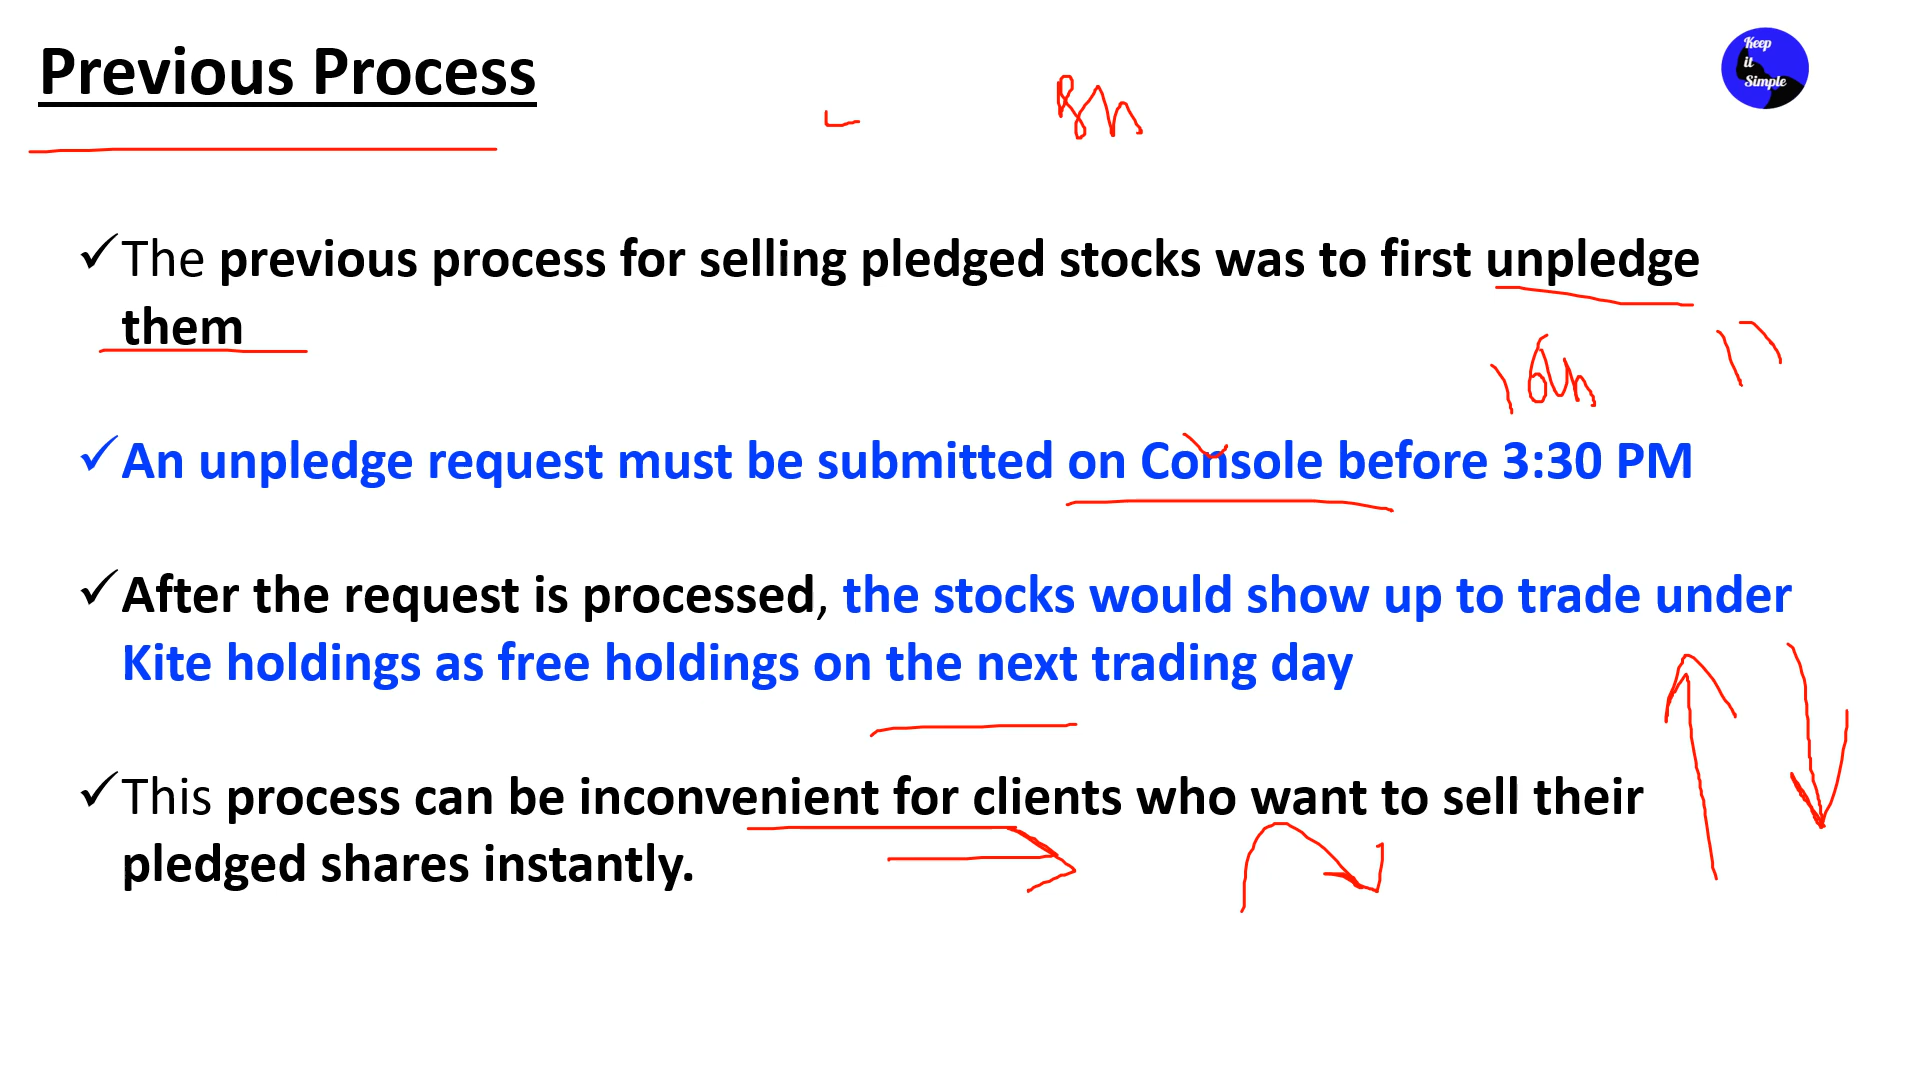 Previous Process
Keep
it
Simple
✓The previous process for selling pledged stocks was to first unpledge
them
✓An unpledge request must be submitted on Console before 3:30 PM
✓After the request is processed, the stocks would show up to trade under
Kite holdings as free holdings on the next trading day
✓This process can be inconvenient for clients who want to sell their
pledged shares instantly.